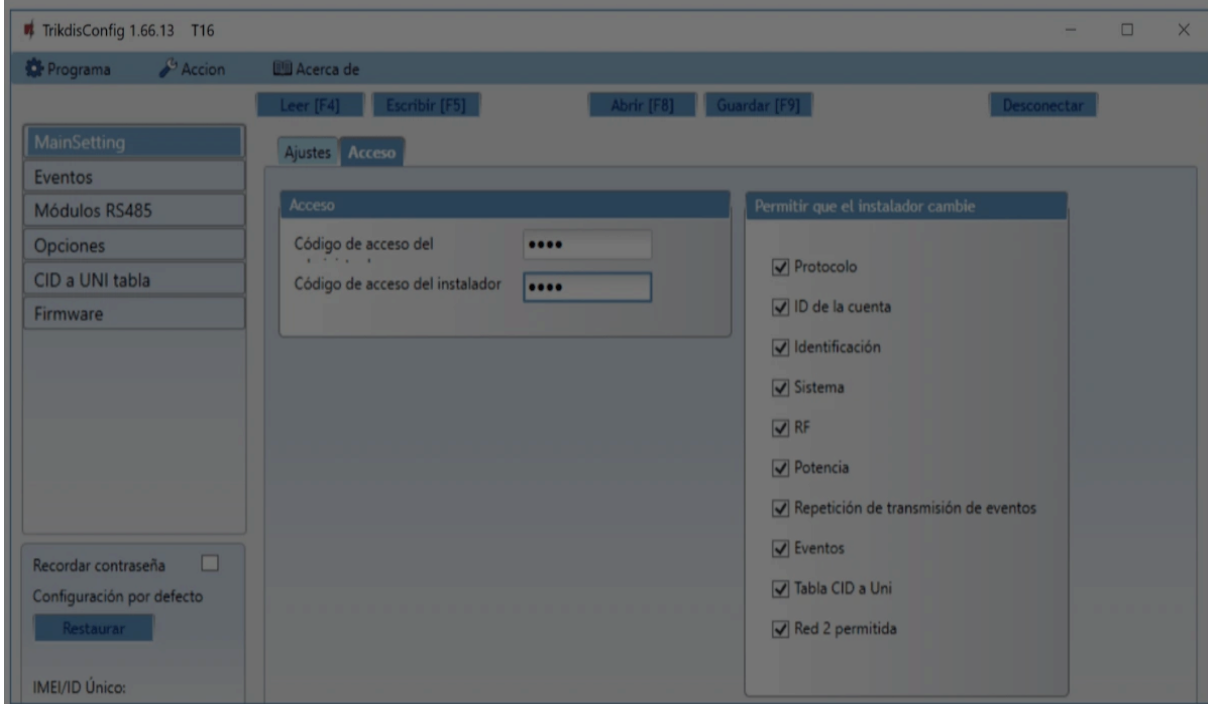 TrikdisConfig 1.66.13 T16
Programa Accion Acerca de
Leer [F4] Escribir [F5] Abrir [F8] Guardar [F9] Desconectar
MainSetting
Eventos
Módulos RS485
Opciones
CID a UNI tabla
Firmware
Recordar contraseña
Configuración por defecto
Restaurar
IMEI/ID Único:
Ajustes Acceso
Acceso
Código de acceso del
••••
Código de acceso del instalador ••••
Permitir que el instalador cambie
Protocolo
ID de la cuenta
Identificación
Sistema
RF
Potencia
Repetición de transmisión de eventos
Eventos
Tabla CID a Uni
Red 2 permitida